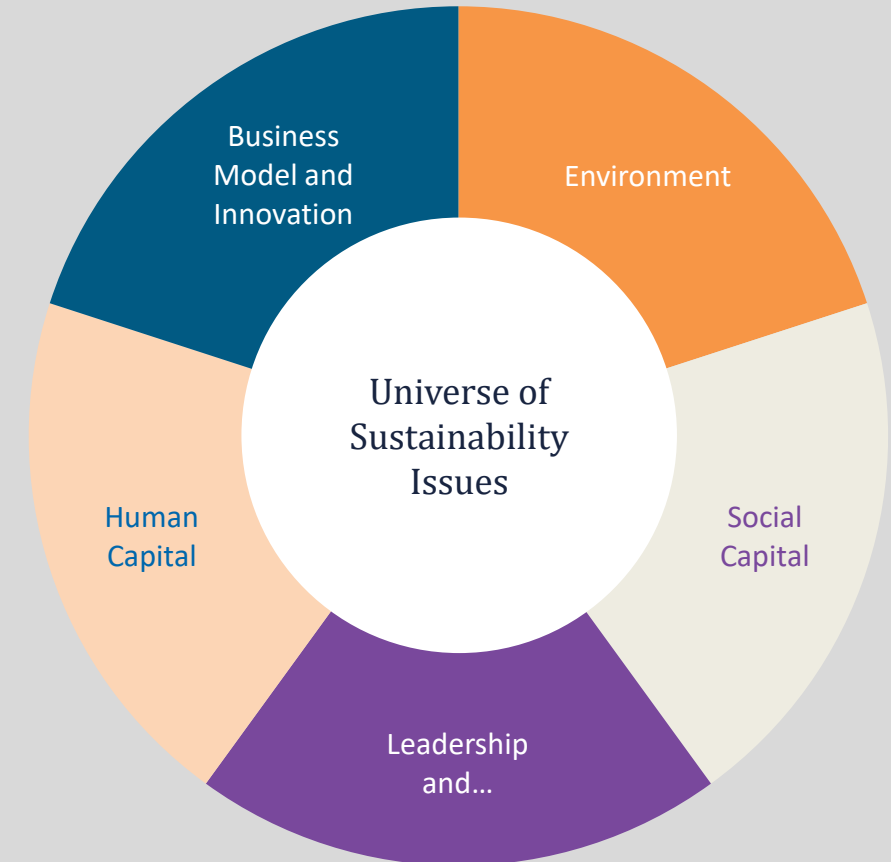 Business
Model and
Innovation
Environment
Universe of
Sustainability
Issues
Human
Capital
Social
Capital
Leadership
and…